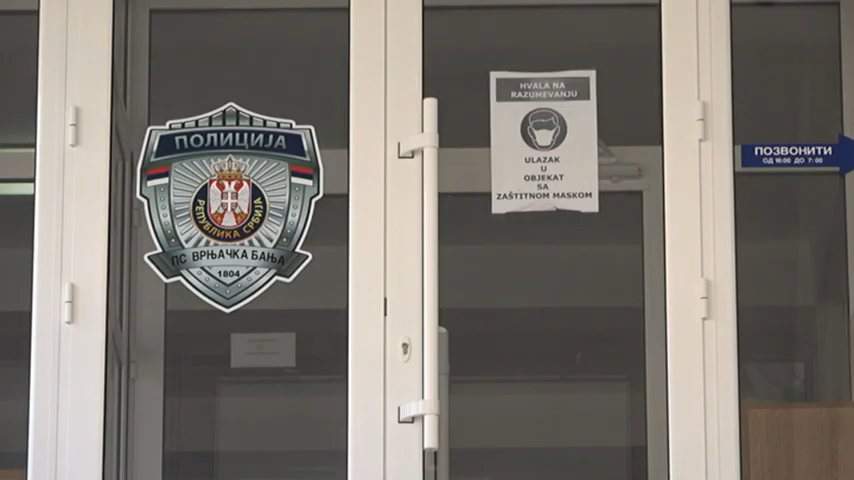 ПОЛИЦИЈА
РЕПУБЛИКА СРБИЈА
ПС ВРЊАЧКА БАЊА
1804
HVALA NA
RAZUMEVANJU
ULAZAK
U
OBJEKAT
SA
ZAŠTITNOM MASKOM
ПОЗВОНИТИ
ОД 16:00 ДО 7:00